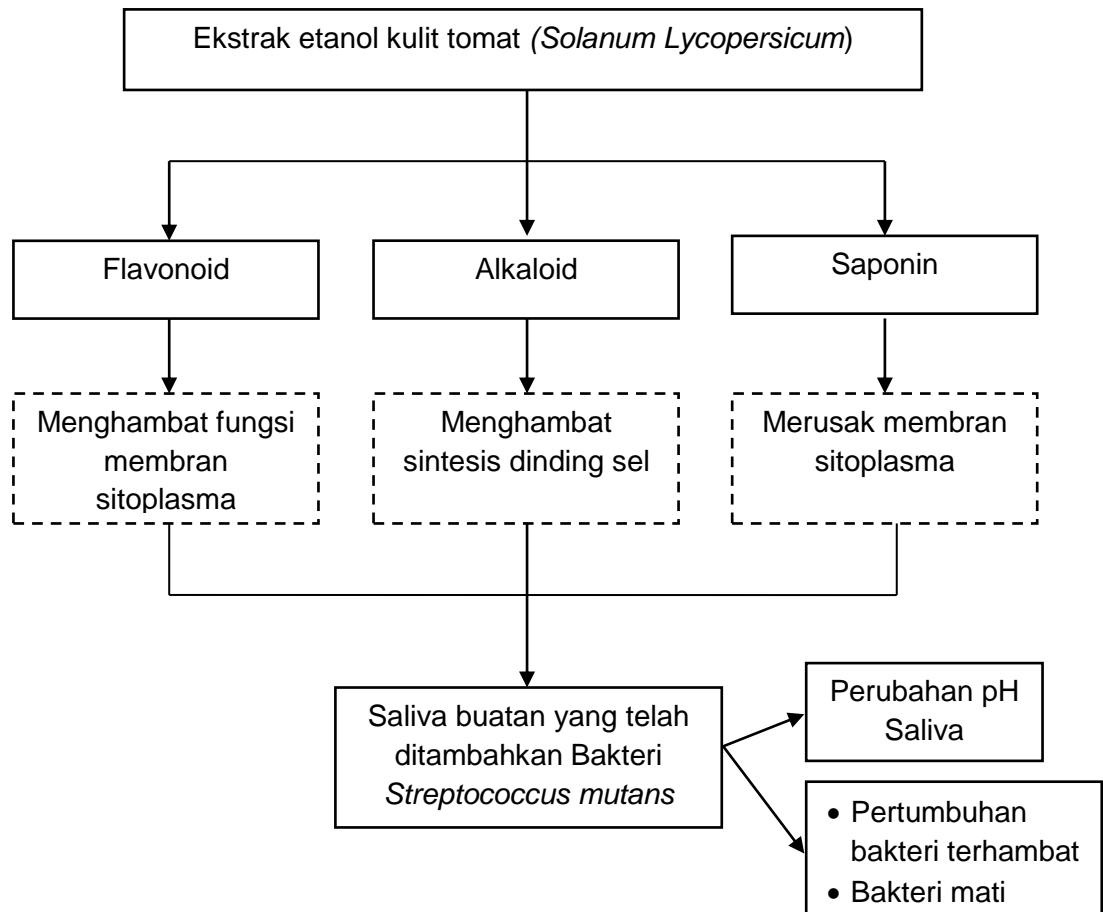 Ekstrak etanol kulit tomat (Solanum Lycopersicum)
Flavonoid
Alkaloid
Saponin
Menghambat fungsi
membran
sitoplasma
Menghambat
sintesis dinding sel
Merusak membran
sitoplasma
Saliva buatan yang telah
ditambahkan Bakteri
Streptococcus mutans
Perubahan pH
Saliva
• Pertumbuhan
bakteri terhambat
• Bakteri mati